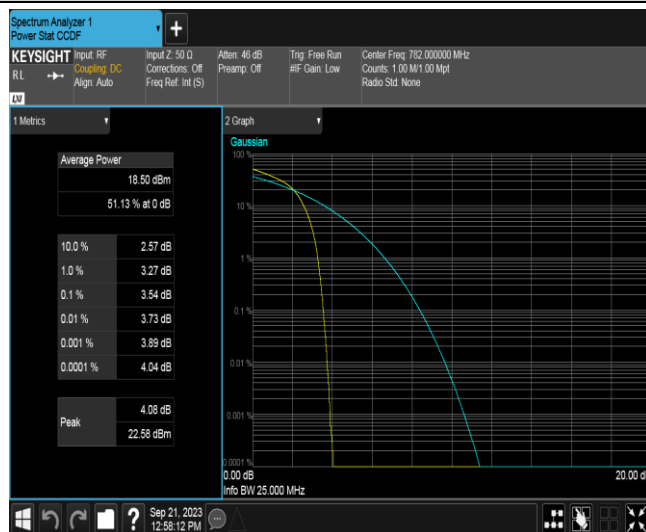 Spectrum Analyzer 1
Power Stat CCDF
+
KEYSIGHT
RL
LXI
Input: RF
Coupling: DC
Align: Auto
Input Z: 50 Ω
Corrections: Off
Freq Ref: Int (S)
Atten: 46 dB
Preamp: Off
Trig: Free Run
#IF Gain: Low
Center Freq: 782.000000 MHz
Counts: 1.00 M/1.00 Mpt
Radio Std: None
1 Metrics
Average Power
18.50 dBm
51.13 % at 0 dB
10.0 % 2.57 dB
1.0 % 3.27 dB
0.1 % 3.54 dB
0.01 % 3.73 dB
0.001 % 3.89 dB
0.0001 % 4.04 dB
Peak
4.08 dB
22.58 dBm
2 Graph
Gaussian
100 %
10 %
1 %
0.1 %
0.01 %
0.001 %
0.0001 %
0.00 dB
20.00 d
Info BW 25.000 MHz
?
Sep 21, 2023
12:58:12 PM